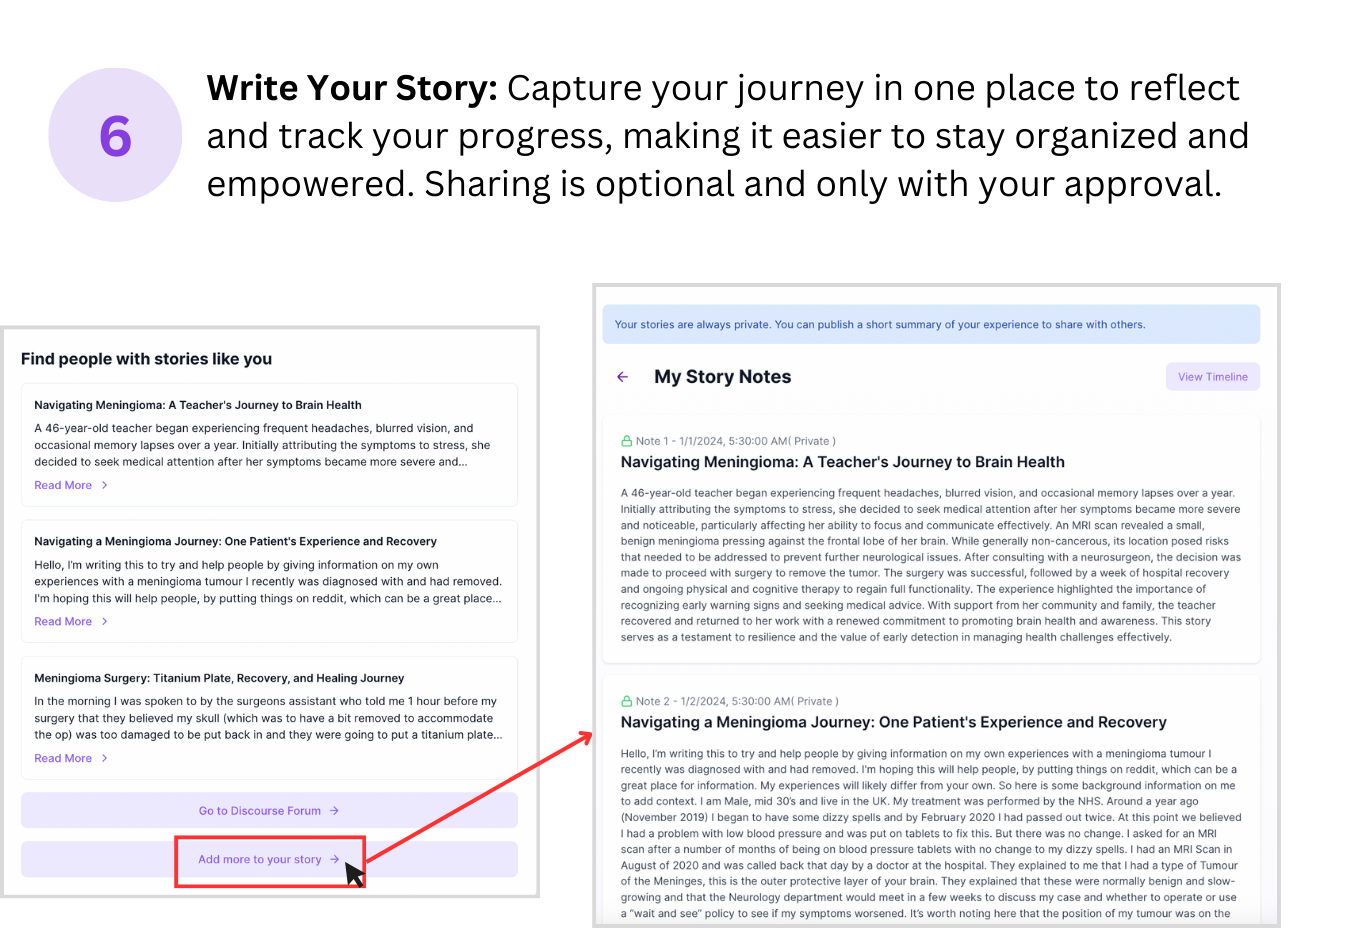 6
Write Your Story: Capture your journey in one place to reflect
and track your progress, making it easier to stay organized and
empowered. Sharing is optional and only with your approval.
Find people with stories like you
Navigating Meningioma: A Teacher's Journey to Brain Health
A 46-year-old teacher began experiencing frequent headaches, blurred vision, and
occasional memory lapses over a year. Initially attributing the symptoms to stress, she
decided to seek medical attention after her symptoms became more severe and...
Read More
Navigating a Meningioma Journey: One Patient's Experience and Recovery
Hello, I'm writing this to try and help people by giving information on my own
experiences with a meningioma tumour I recently was diagnosed with and had removed.
I'm hoping this will help people, by putting things on reddit, which can be a great place...
Read More
Meningioma Surgery: Titanium Plate, Recovery, and Healing Journey
In the morning I was spoken to by the surgeons assistant who told me 1 hour before my
surgery that they believed my skull (which was to have a bit removed to accommodate
the op) was too damaged to be put back in and they were going to put a titanium plate...
Read More
Go to Discourse Forum
Add more to your story
Your stories are always private. You can publish a short summary of your experience to share with others.
My Story Notes
View Timeline
Note 1 - 1/1/2024, 5:30:00 AM( Private )
Navigating Meningioma: A Teacher's Journey to Brain Health
A 46-year-old teacher began experiencing frequent headaches, blurred vision, and occasional memory lapses over a year.
Initially attributing the symptoms to stress, she decided to seek medical attention after her symptoms became more severe
and noticeable, particularly affecting her ability to focus and communicate effectively. An MRI scan revealed a small,
benign meningioma pressing against the frontal lobe of her brain. While generally non-cancerous, its location posed risks
that needed to be addressed to prevent further neurological issues. After consulting with a neurosurgeon, the decision was
made to proceed with surgery to remove the tumor. The surgery was successful, followed by a week of hospital recovery
and ongoing physical and cognitive therapy to regain full functionality. The experience highlighted the importance of
recognizing early warning signs and seeking medical advice. With support from her community and family, the teacher
recovered and returned to her work with a renewed commitment to promoting brain health and awareness. This story
serves as a testament to resilience and the value of early detection in managing health challenges effectively.
Note 2 - 1/2/2024, 5:30:00 AM( Private )
Navigating a Meningioma Journey: One Patient's Experience and Recovery
Hello, I'm writing this to try and help people by giving information on my own experiences with a meningioma tumour I
recently was diagnosed with and had removed. I'm hoping this will help people, by putting things on reddit, which can be a
great place for information. My experiences will likely differ from your own. So here is some background information on me
to add context. I am Male, mid 30's and live in the UK. My treatment was performed by the NHS. Around a year ago
(November 2019) I began to have some dizzy spells and by February 2020 I had passed out twice. At this point we believed
I had a problem with low blood pressure and was put on tablets to fix this. But there was no change. I asked for an MRI
scan after a number of months of being on blood pressure tablets with no change to my dizzy spells. I had an MRI Scan in
August of 2020 and was called back that day by a doctor at the hospital. They explained to me that I had a type of Tumour
of the Meninges, this is the outer protective layer of your brain. They explained that these were normally benign and slow-
growing and that the Neurology department would meet in a few weeks to discuss my case and whether to operate or use
a “wait and see” policy to see if my symptoms worsened. It's worth noting here that the position of my tumour was on the